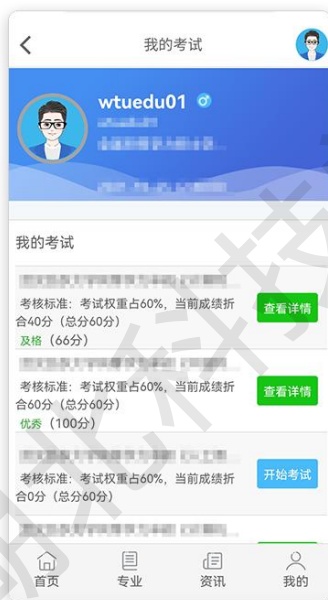 我的考试
wtuedu01
我的考试
考核标准：考试权重占60%，当前成绩折
合40分（总分60分）
及格（66分）
查看详情
考核标准：考试权重占60%，当前成绩折
合60分（总分60分）
优秀（100分）
查看详情
考核标准：考试权重占60%，当前成绩折
合0分（总分60分）
开始考试
首页
专业
资讯
我的
湖北科技